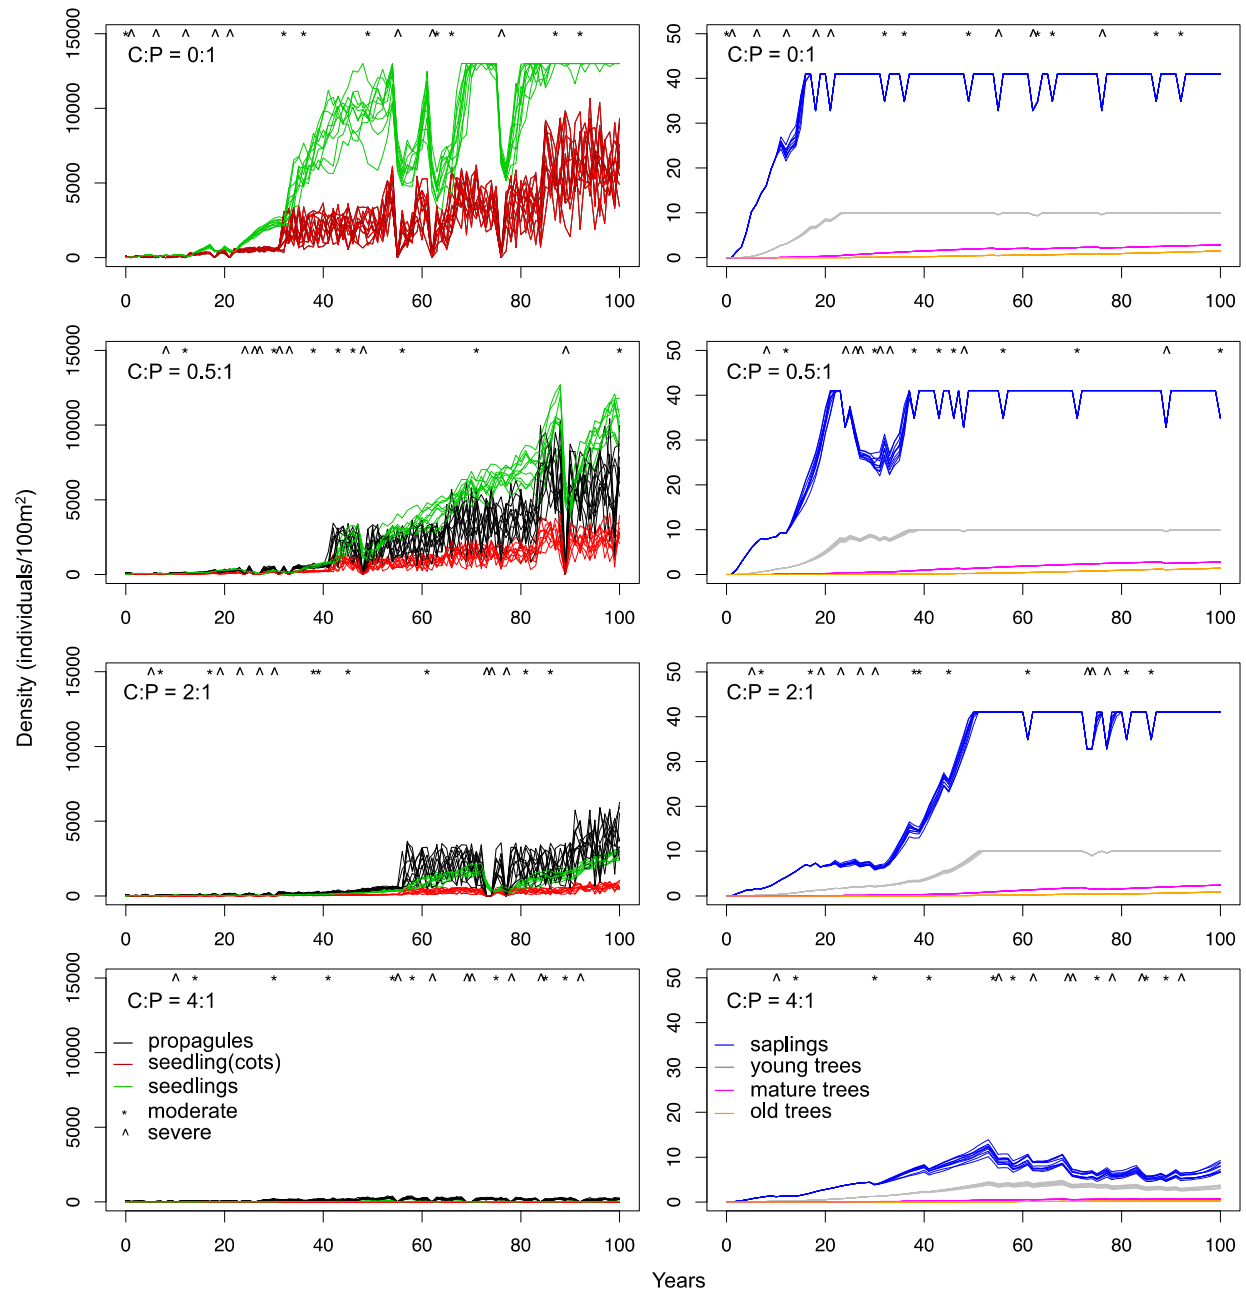 15000 10000 5000 0
C:P = 0:1
0 20 40 60 80 100
50 40 30 20 10 0
C:P = 0:1
0 20 40 60 80 100
15000 10000 5000 0
C:P = 0.5:1
0 20 40 60 80 100
50 40 30 20 10 0
C:P = 0.5:1
0 20 40 60 80 100
Density (individuals/100m²)
15000 10000 5000 0
C:P = 2:1
0 20 40 60 80 100
50 40 30 20 10 0
C:P = 2:1
0 20 40 60 80 100
15000 10000 5000 0
C:P = 4:1
propagules
seedling(cots)
seedlings
* moderate
^ severe
0 20 40 60 80 100
50 40 30 20 10 0
C:P = 4:1
saplings
young trees
mature trees
old trees
0 20 40 60 80 100
Years